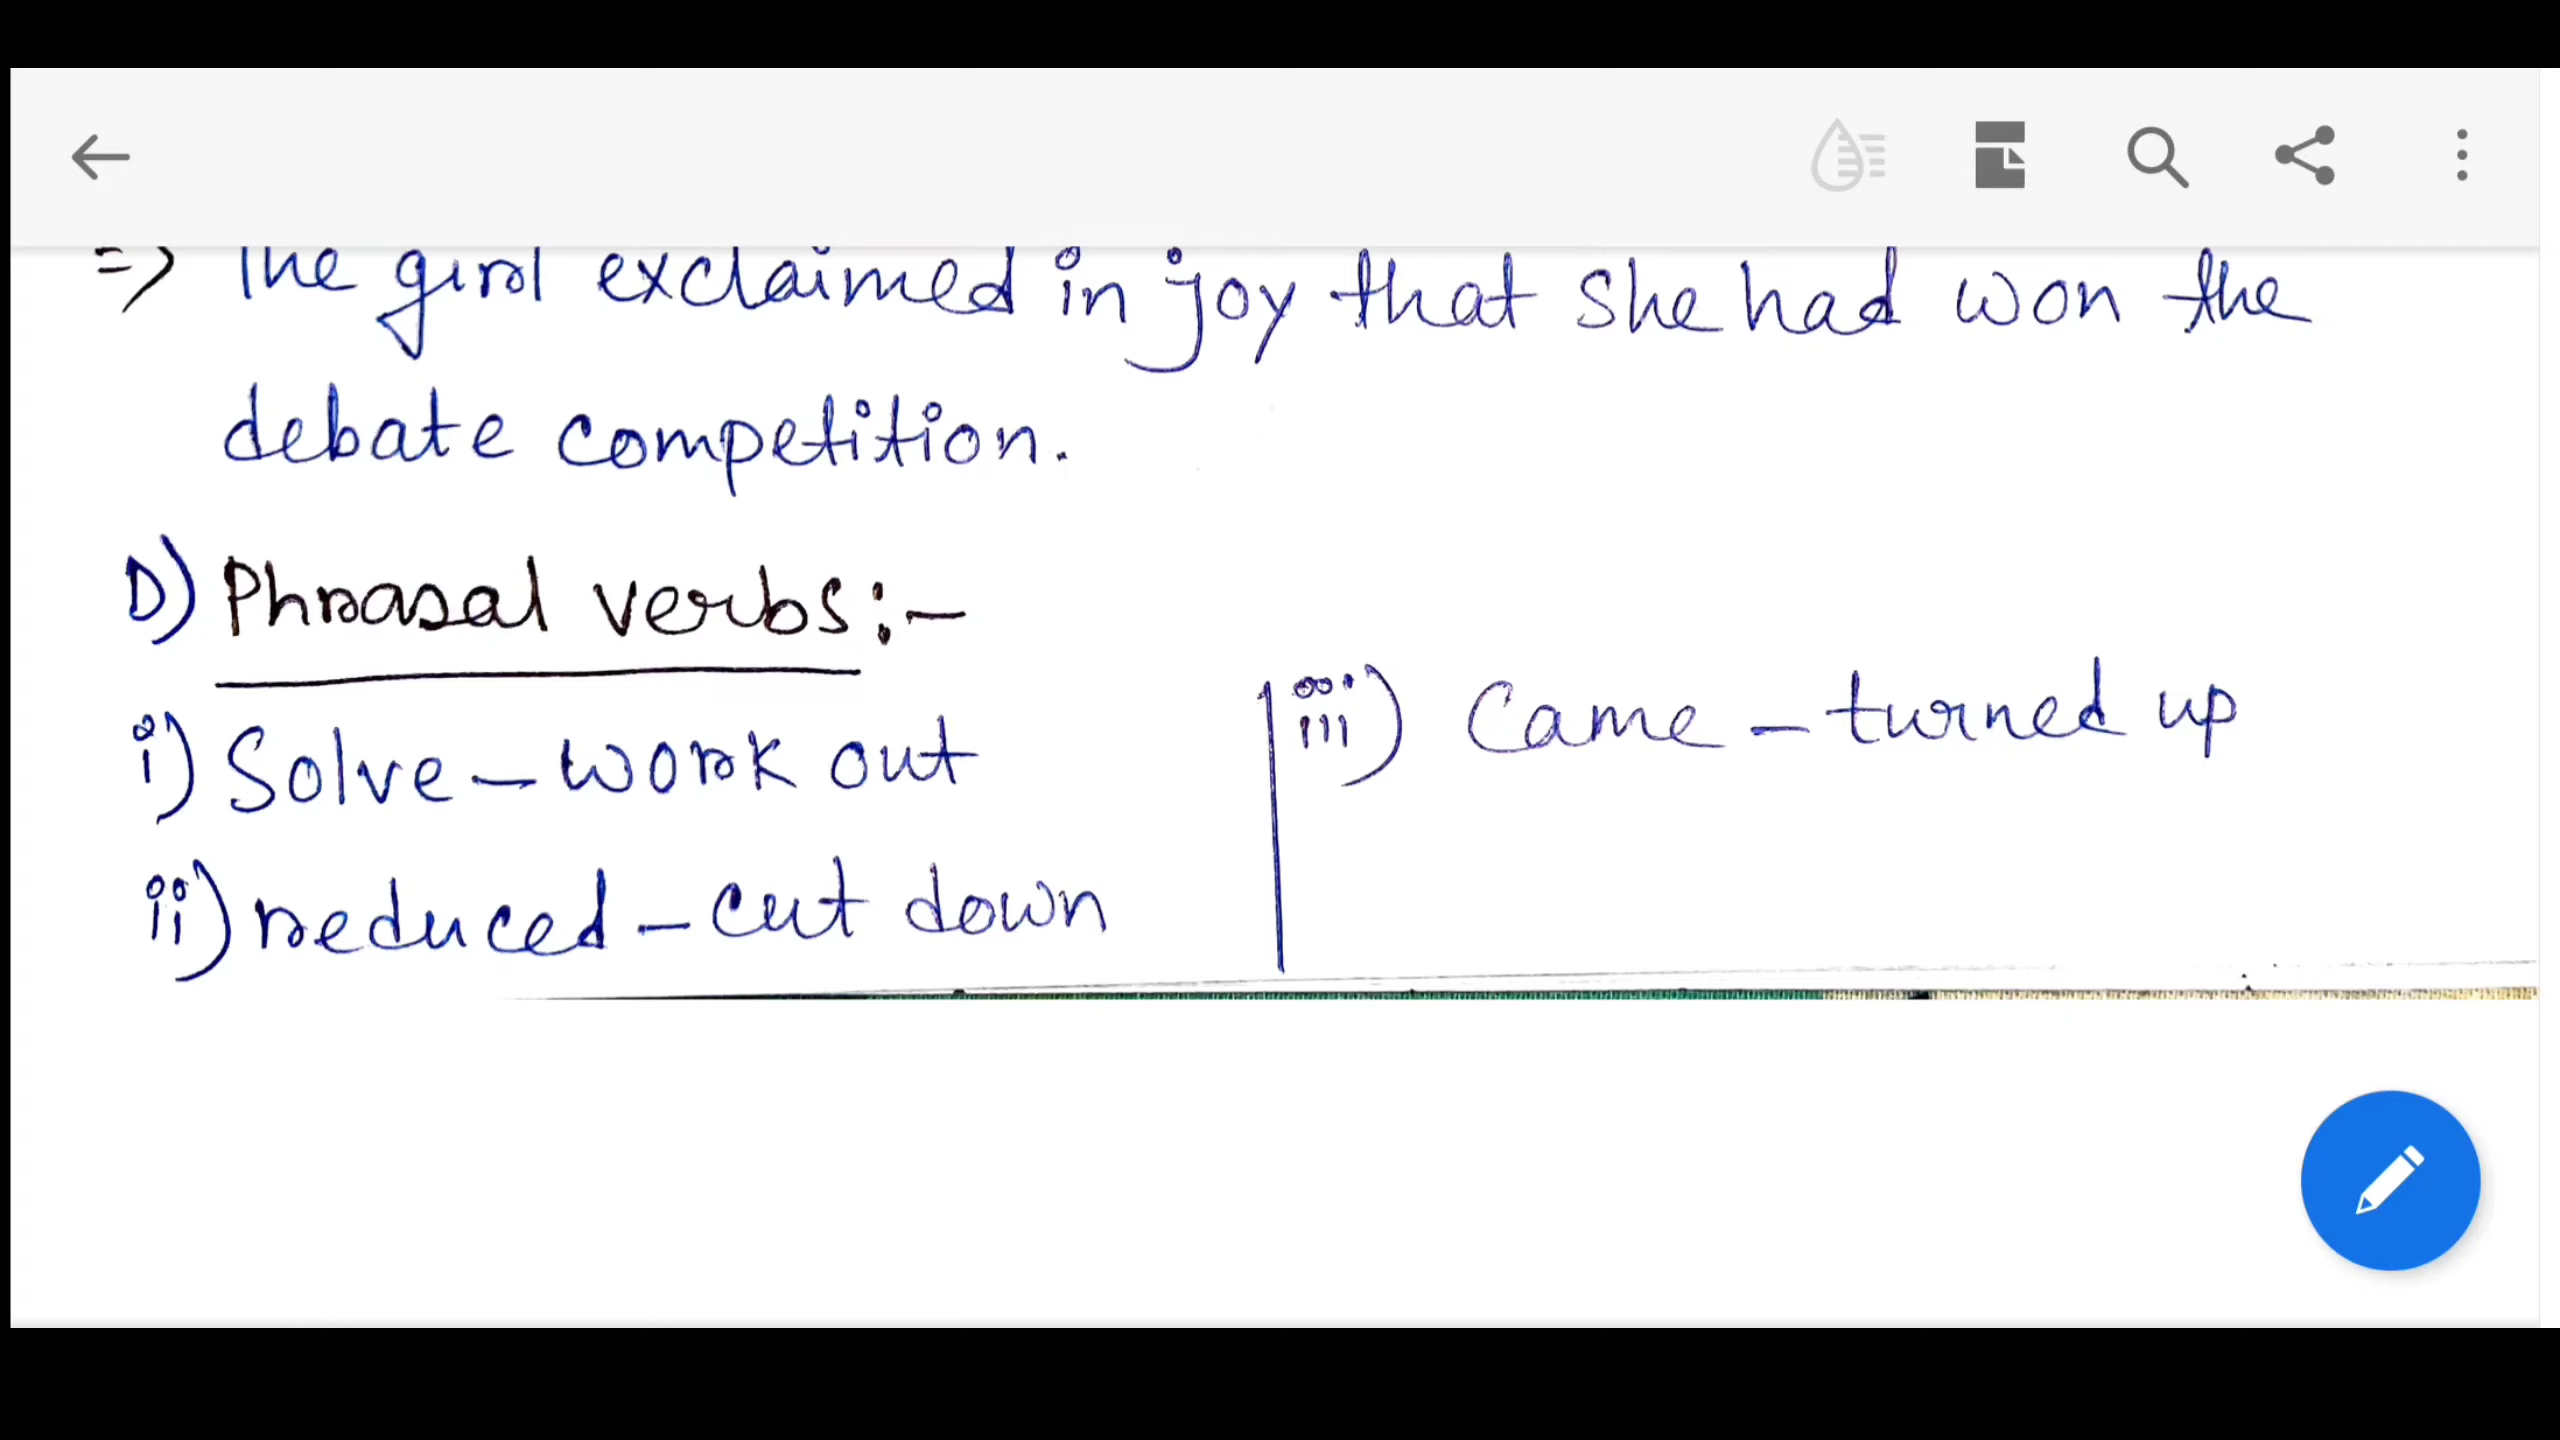 => The girl exclaimed in joy that she had won the
debate competition.
D) Phrasal verbs:-
i) Solve - work out
ii) reduced - cut down
iii) Came - turned up